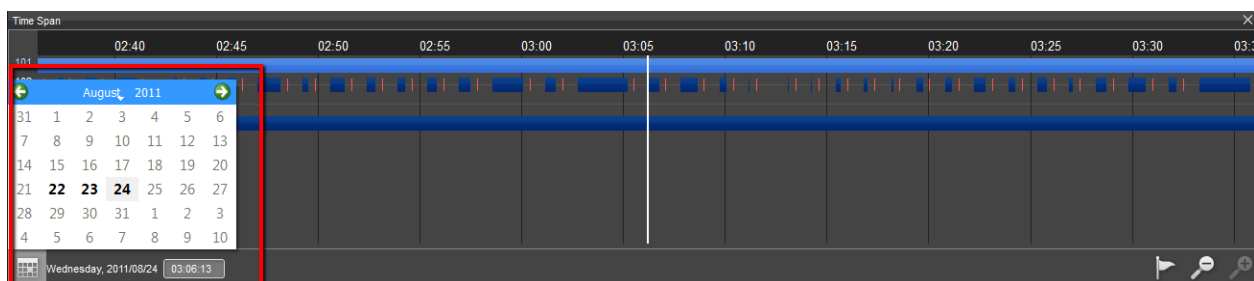 Time Span
02:40 02:45 02:50 02:55 03:00 03:05 03:10 03:15 03:20 03:25 03:30
101
August 2011
31 1 2 3 4 5 6
7 8 9 10 11 12 13
14 15 16 17 18 19 20
21 22 23 24 25 26 27
28 29 30 31 1 2 3
4 5 6 7 8 9 10
Wednesday, 2011/08/24 03:06:13